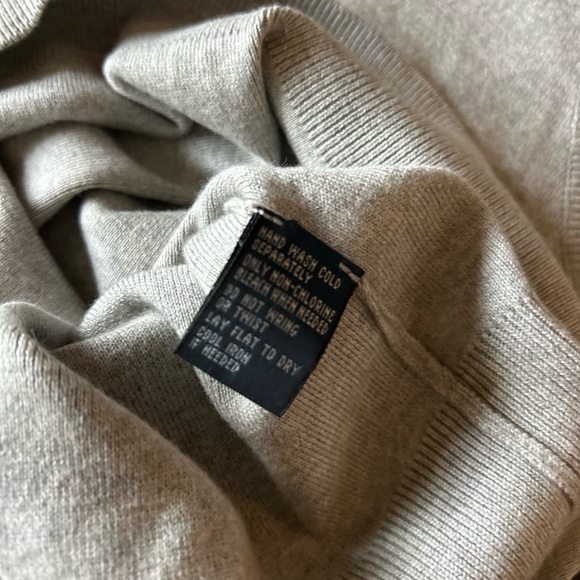 HAND WASH COLD
SEPARATELY
ONLY NON-CHLORINE
BLEACH WHEN NEEDED
DO NOT WRING
OR TWIST
LAY FLAT TO DRY
COOL IRON
IF NEEDED